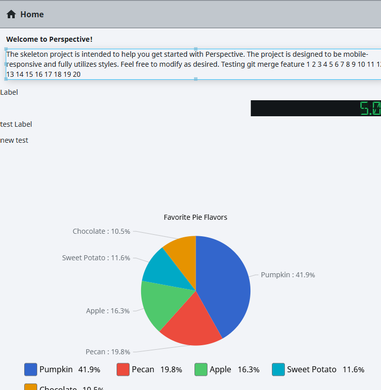 Home
Welcome to Perspective!
The skeleton project is intended to help you get started with Perspective. The project is designed to be mobile-
responsive and fully utilizes styles. Feel free to modify as desired. Testing git merge feature 1 2 3 4 5 6 7 8 9 10 11
13 14 15 16 17 18 19 20
Label
5.0
test Label
new test
Favorite Pie Flavors
Chocolate : 10.5%
Sweet Potato : 11.6%
Pumpkin : 41.9%
Apple : 16.3%
Pecan : 19.8%
Pumpkin 41.9% Pecan 19.8% Apple 16.3% Sweet Potato 11.6%
Chocolate 10.5%